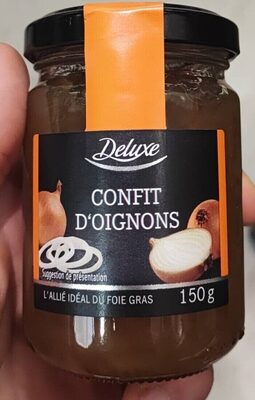 Deluxe
CONFIT
D'OIGNONS
Suggestion de présentation
L'ALLIÉ IDÉAL DU FOIE GRAS
150 g